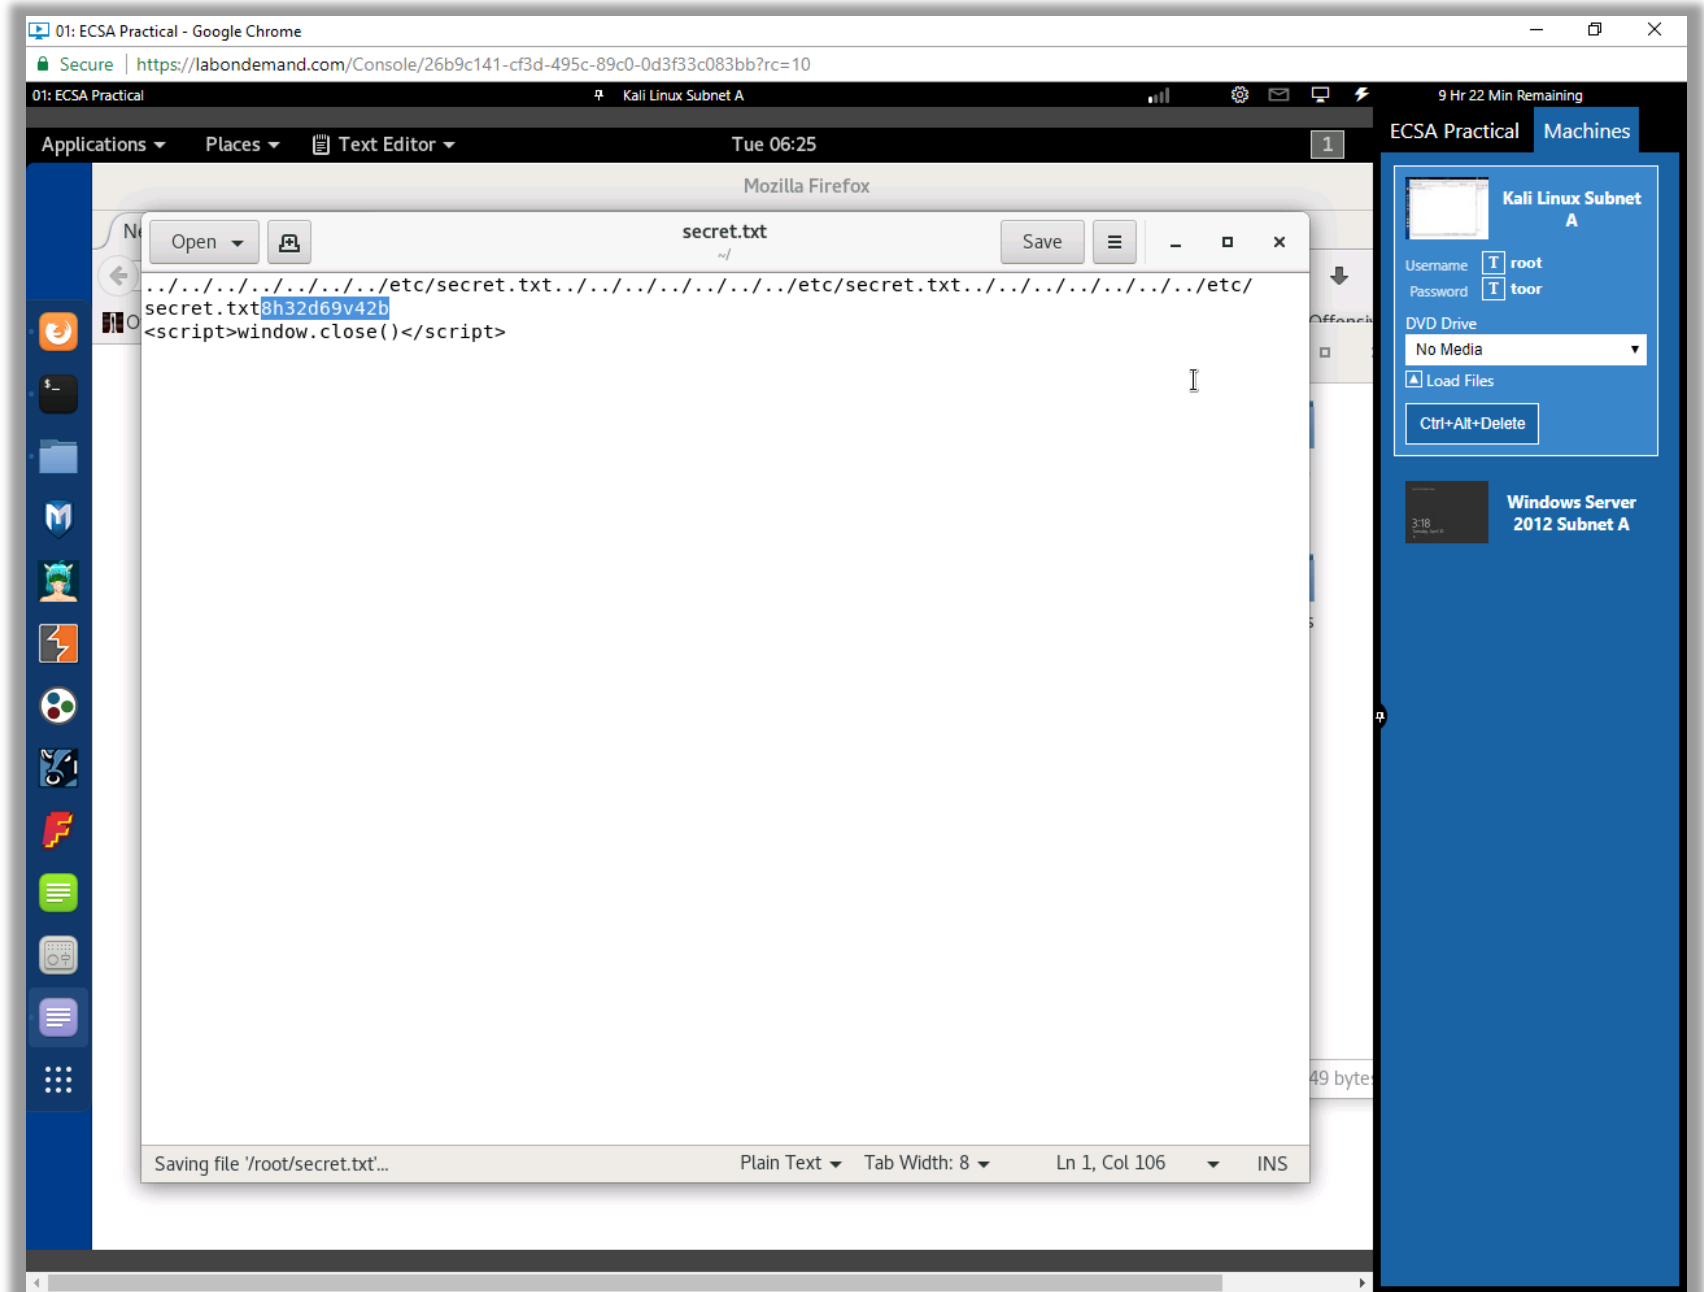 01: ECSA Practical - Google Chrome
Secure | https://labondemand.com/Console/26b9c141-cf3d-495c-89c0-0d3f33c083bb?rc=10
01: ECSA Practical Kali Linux Subnet A 9 Hr 22 Min Remaining
ECSA Practical Machines
Applications Places Text Editor Tue 06:25 1
Mozilla Firefox
Kali Linux Subnet
A
Username T root
Password T toor
DVD Drive
No Media
Load Files
Ctrl+Alt+Delete
Windows Server
2012 Subnet A
3:18
Open secret.txt Save
~/
../../../../../../etc/secret.txt../../../../../../../etc/secret.txt../../../../../../../etc/
secret.txt8h32d69v42b
<script>window.close()</script>
49 bytes
Saving file '/root/secret.txt'... Plain Text Tab Width: 8 Ln 1, Col 106 INS